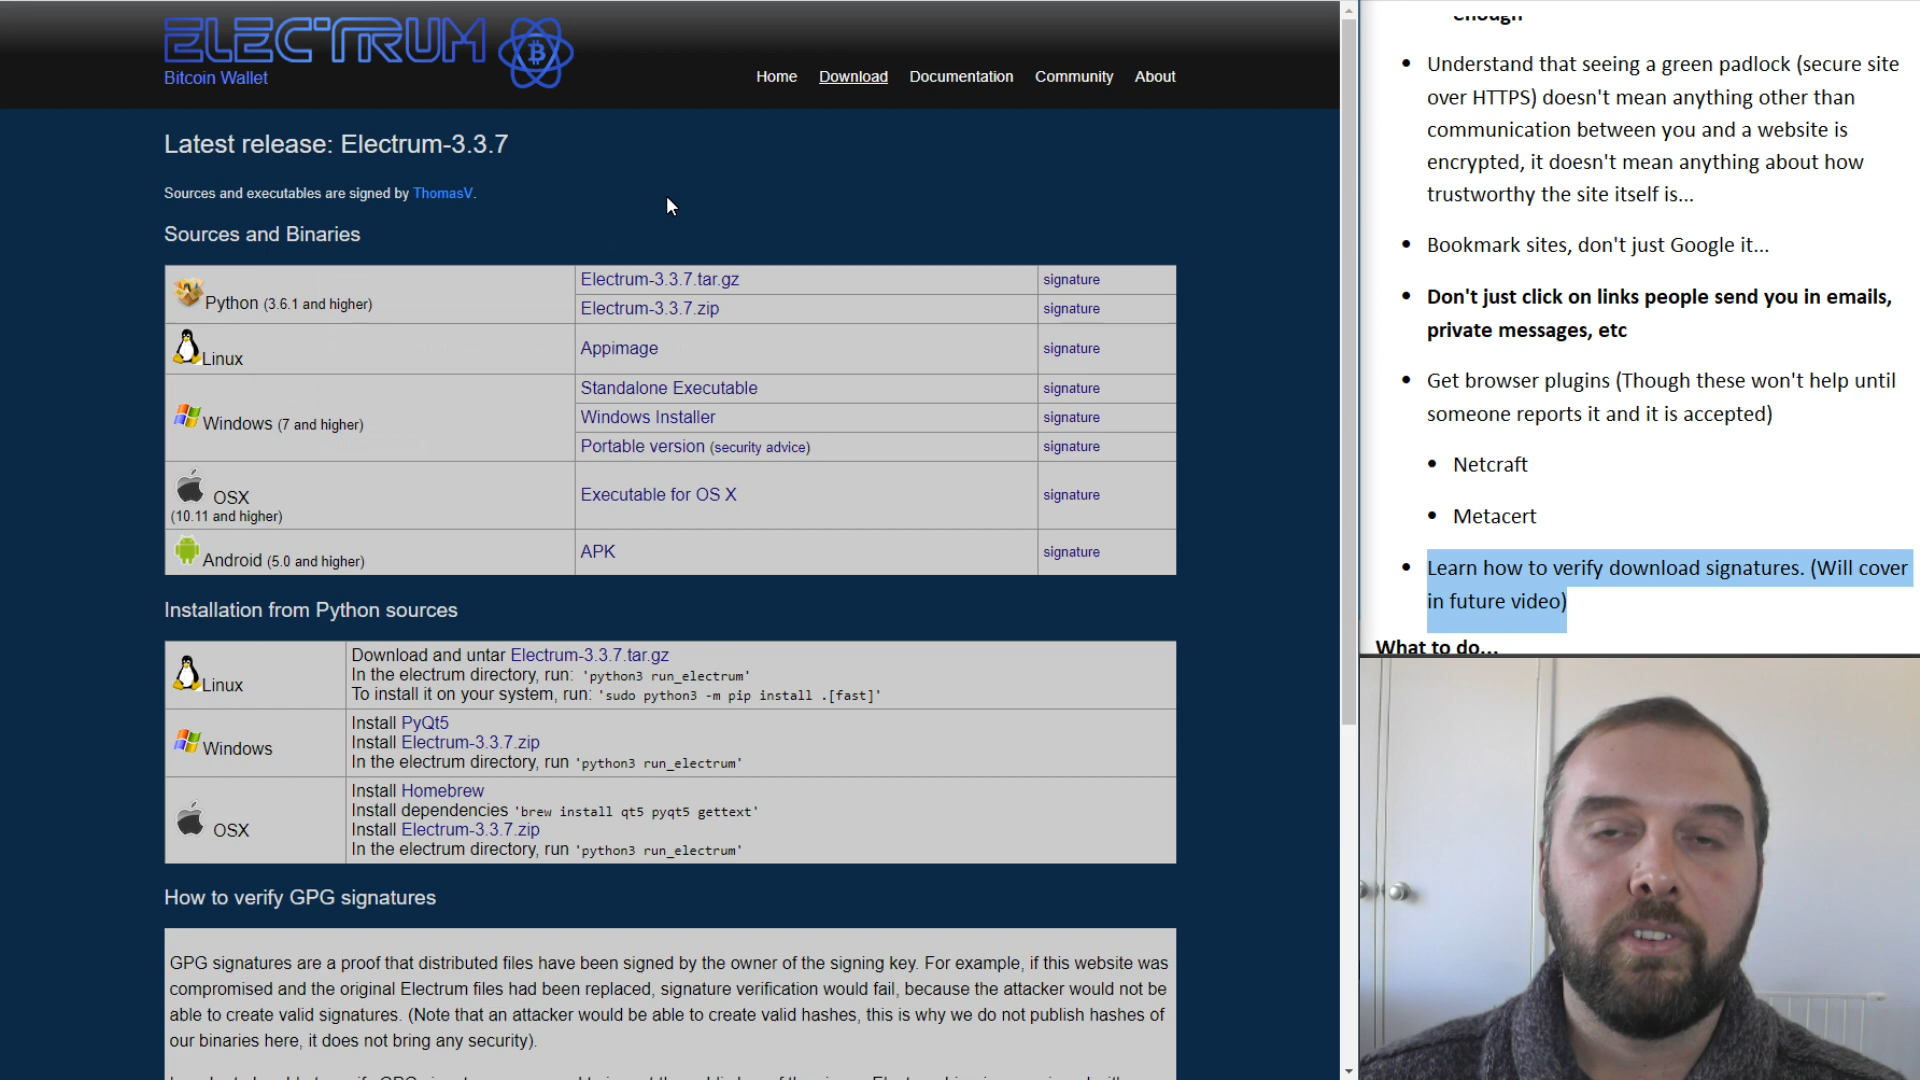 ELECTRUM
Bitcoin Wallet
Home Download Documentation Community About
Latest release: Electrum-3.3.7
Sources and executables are signed by ThomasV.
Sources and Binaries
Python (3.6.1 and higher)
Electrum-3.3.7.tar.gz signature
Electrum-3.3.7.zip signature
Linux
Appimage signature
Windows (7 and higher)
Standalone Executable signature
Windows Installer signature
Portable version (security advice) signature
OSX
(10.11 and higher)
Executable for OS X signature
Android (5.0 and higher)
APK signature
Installation from Python sources
Linux
Download and untar Electrum-3.3.7.tar.gz
In the electrum directory, run: 'python3 run_electrum'
To install it on your system, run: 'sudo python3 -m pip install .[fast]'
Windows
Install PyQt5
Install Electrum-3.3.7.zip
In the electrum directory, run 'python3 run_electrum'
OSX
Install Homebrew
Install dependencies 'brew install qt5 pyqt5 gettext'
Install Electrum-3.3.7.zip
In the electrum directory, run 'python3 run_electrum'
How to verify GPG signatures
GPG signatures are a proof that distributed files have been signed by the owner of the signing key. For example, if this website was
compromised and the original Electrum files had been replaced, signature verification would fail, because the attacker would not be
able to create valid signatures. (Note that an attacker would be able to create valid hashes, this is why we do not publish hashes of
our binaries here, it does not bring any security).
enough
Understand that seeing a green padlock (secure site
over HTTPS) doesn't mean anything other than
communication between you and a website is
encrypted, it doesn't mean anything about how
trustworthy the site itself is...
Bookmark sites, don't just Google it...
Don't just click on links people send you in emails,
private messages, etc
Get browser plugins (Though these won't help until
someone reports it and it is accepted)
Netcraft
Metacert
Learn how to verify download signatures. (Will cover
in future video)
What to do...